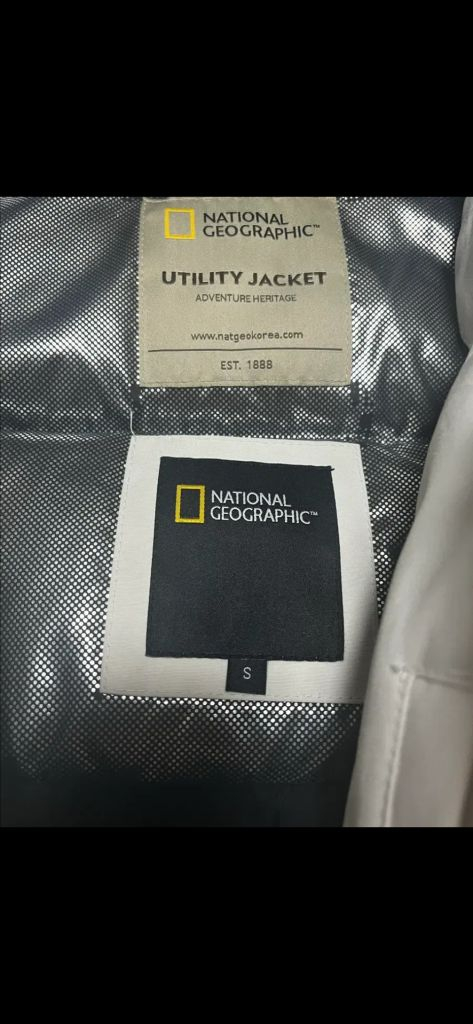 NATIONAL
GEOGRAPHIC™
UTILITY JACKET
ADVENTURE HERITAGE
www.natgeokorea.com
EST. 1888
NATIONAL
GEOGRAPHIC™
S